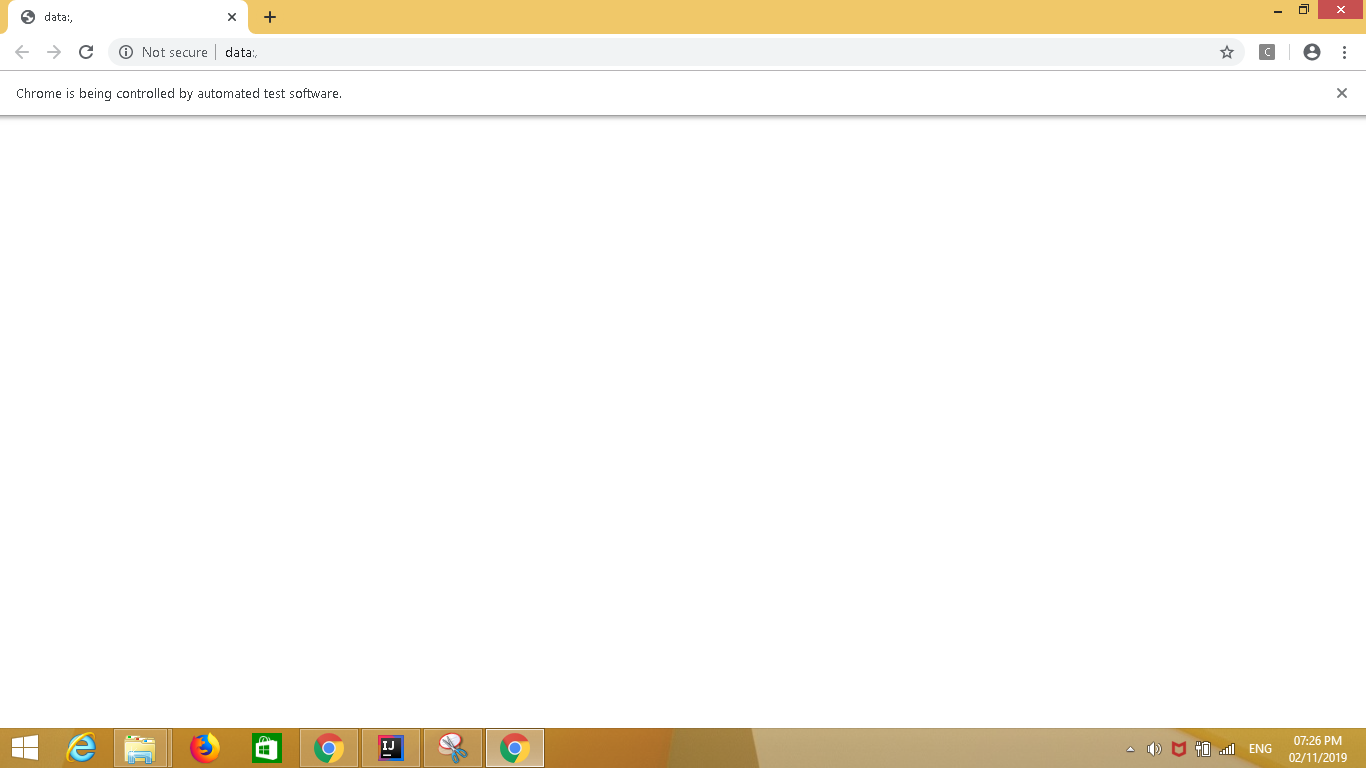 data:,
Not secure
data:,
C
Chrome is being controlled by automated test software.
IJ
ENG
07:26 PM
02/11/2019